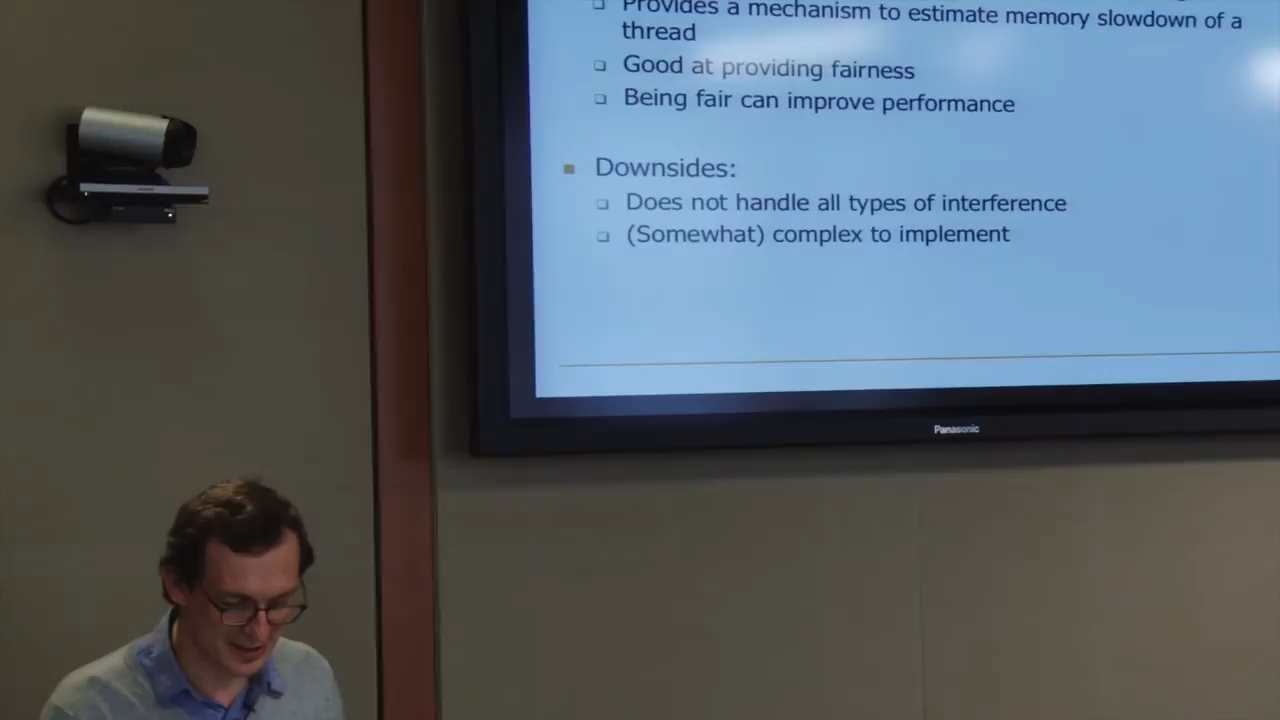 Provides a mechanism to estimate memory slowdown of a
thread
Good at providing fairness
Being fair can improve performance
Downsides:
Does not handle all types of interference
(Somewhat) complex to implement
Panasonic